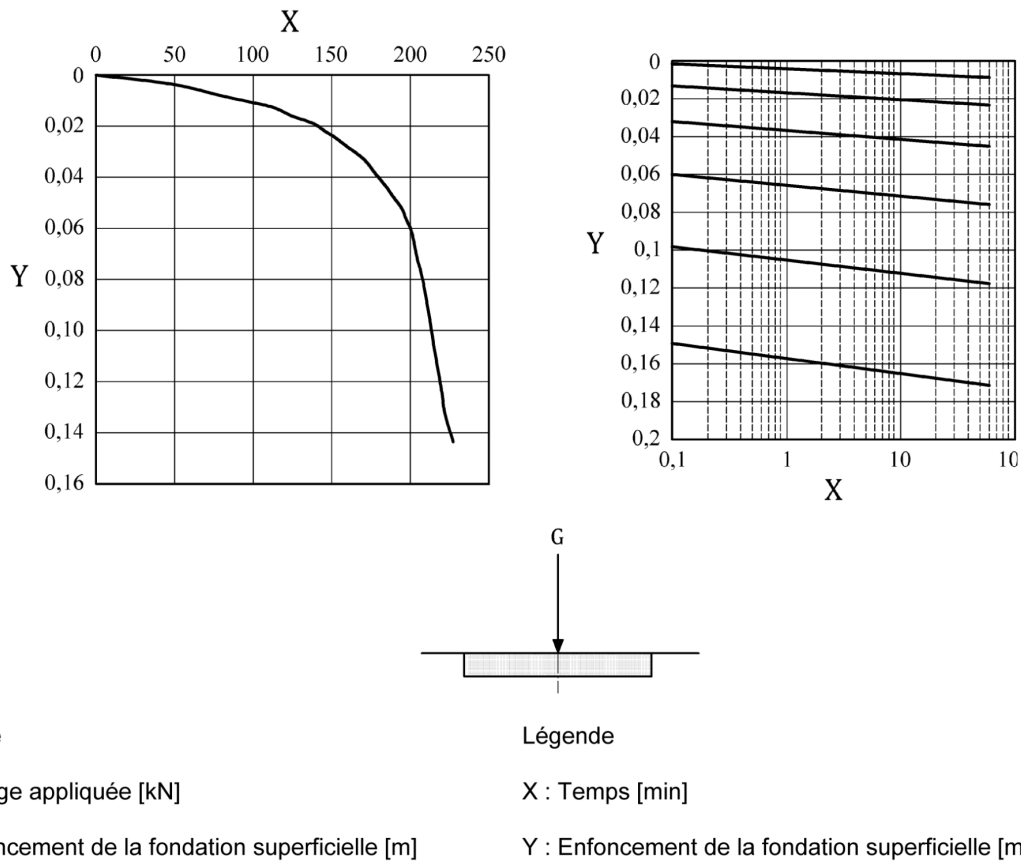 X
0 50 100 150 200 250
0
0,02
0,04
0,06
Y
0,08
0,10
0,12
0,14
0,16
0
0,02
0,04
0,06
0,08
Y
0,1
0,12
0,14
0,16
0,18
0,2
0,1 1 10 10
X
G
Légende
appliquée [kN]
X : Temps [min]
de la fondation superficielle [m]
Y : Enfoncement de la fondation superficielle [m